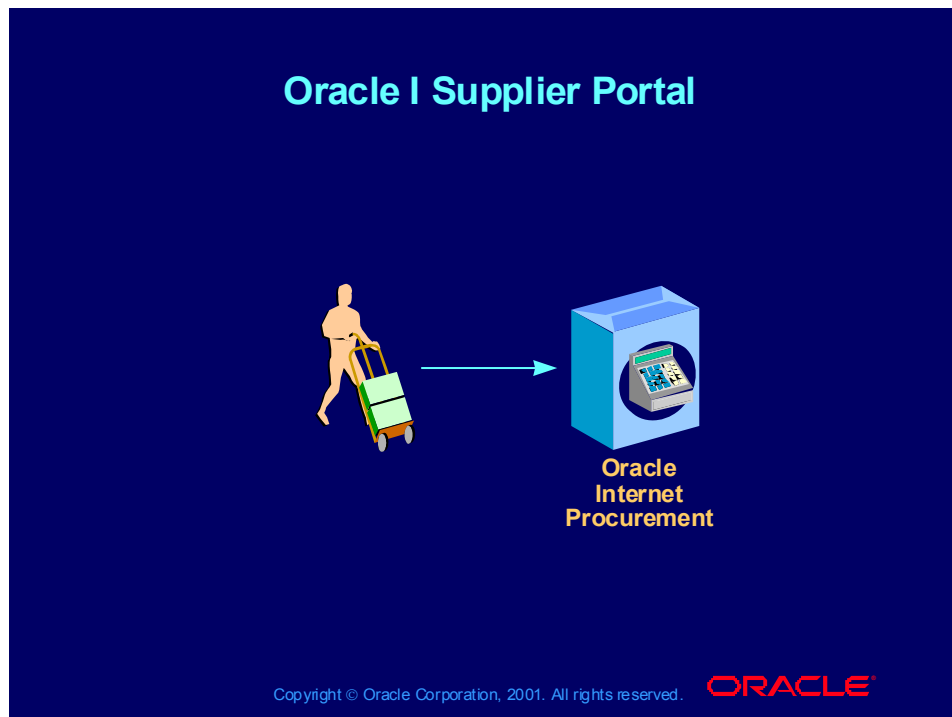 Oracle I Supplier Portal
Oracle
Internet
Procurement
Copyright © Oracle Corporation, 2001. All rights reserved.
ORACLE®